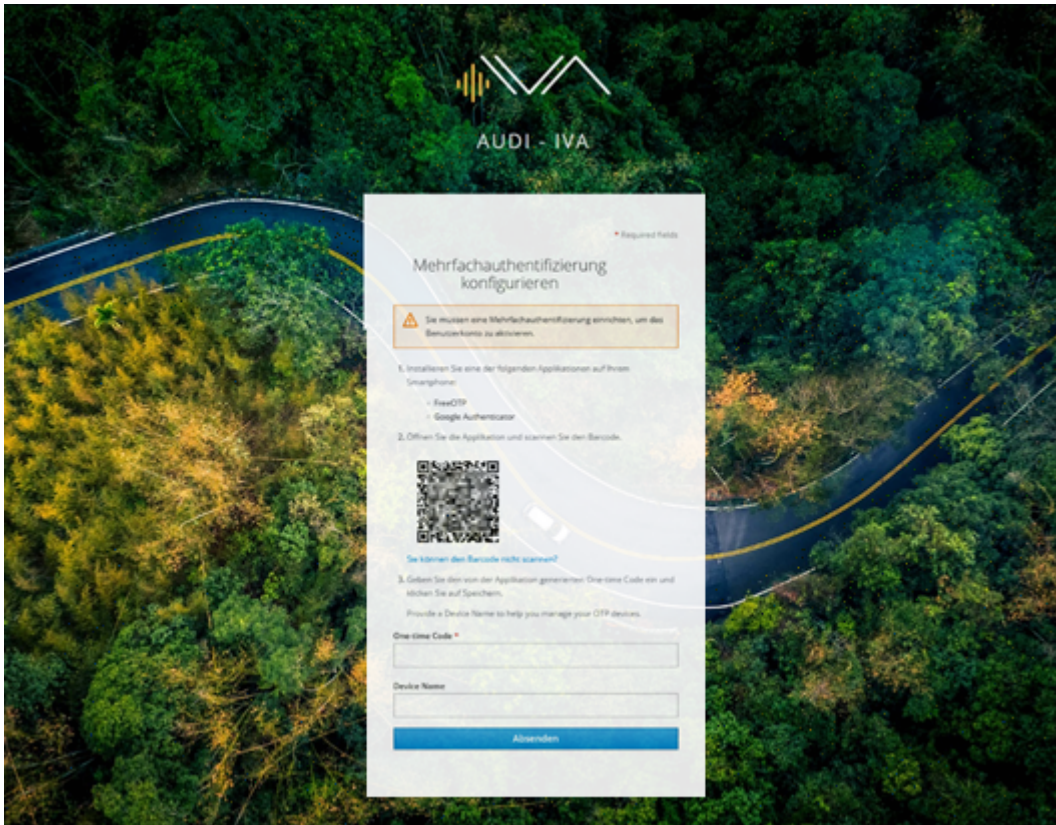 AUDI - IVA
* Required fields
Mehrfachauthentifizierung
konfigurieren
Sie müssen eine Mehrfachauthentifizierung einrichten, um das
Benutzerkonto zu aktivieren.
1. Installieren Sie eine der folgenden Applikationen auf Ihrem
Smartphone:
◦ FreeOTP
◦ Google Authenticator
2. Öffnen Sie die Applikation und scannen Sie den Barcode.
Sie können den Barcode nicht scannen?
3. Geben Sie den von der Applikation generierten One-time Code ein und
klicken Sie auf Speichern.
Provide a Device Name to help you manage your OTP devices.
One-time Code *
Device Name
Absenden